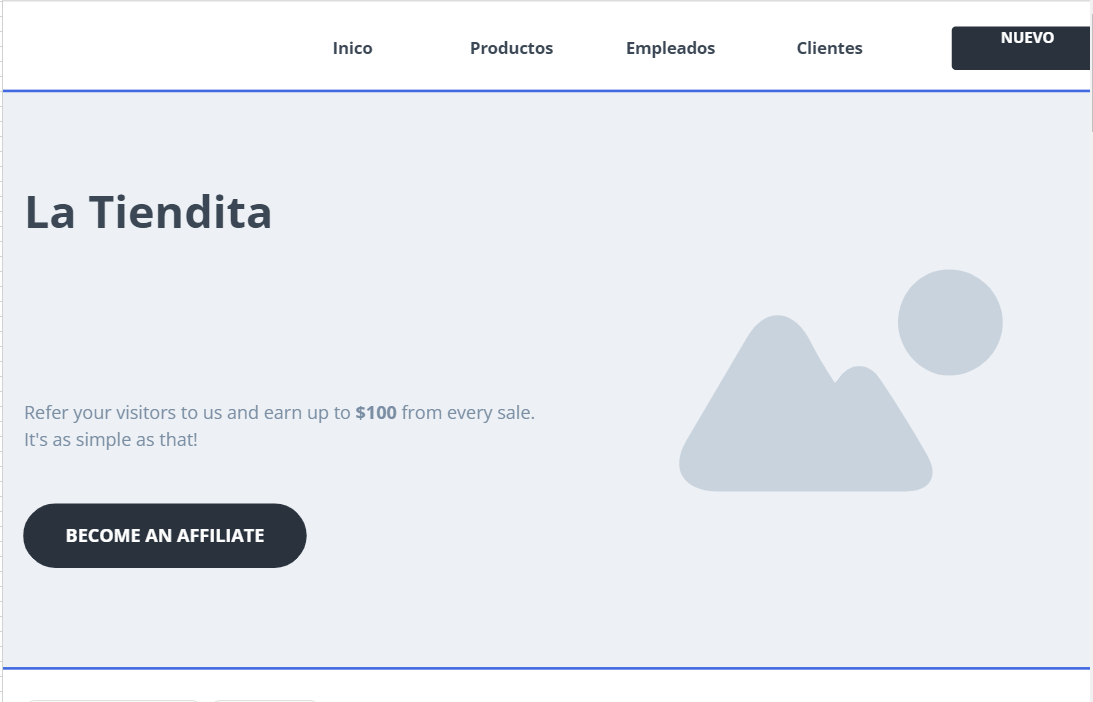 Inico Productos Empleados Clientes NUEVO
La Tiendita
Refer your visitors to us and earn up to $100 from every sale.
It's as simple as that!
BECOME AN AFFILIATE